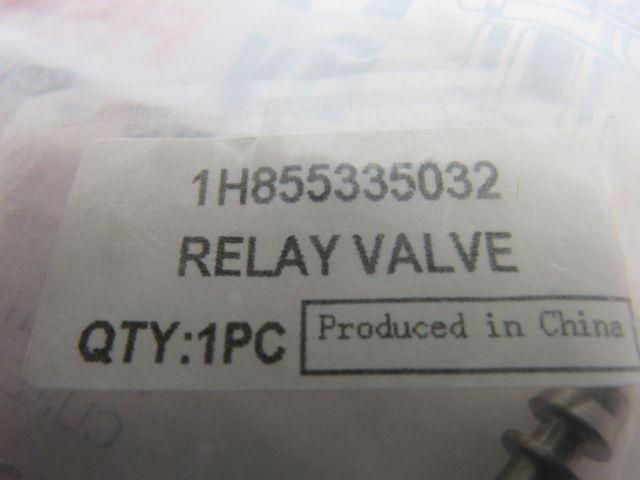 1H855335032
RELAY VALVE
QTY:1PC
Produced in China